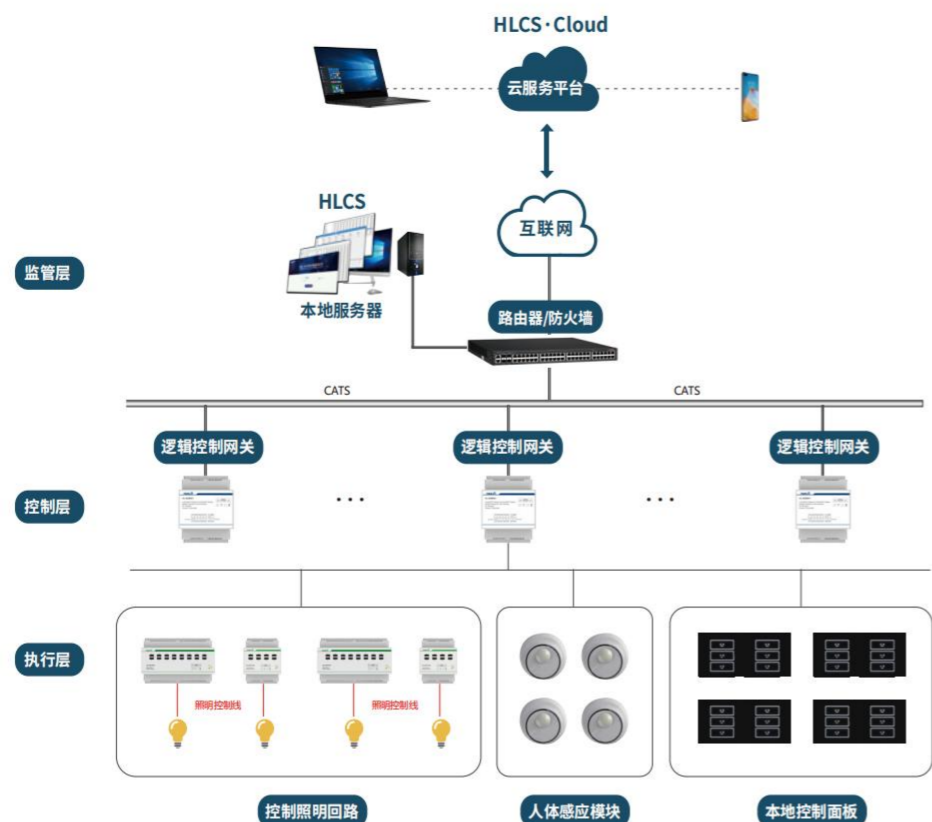 HLCS·Cloud
云服务平台
互联网
HLCS
本地服务器
监管层
路由器/防火墙
CATS
CATS
逻辑控制网关
逻辑控制网关
逻辑控制网关
控制层
...
...
执行层
照明控制线
照明控制线
控制照明回路
人体感应模块
本地控制面板